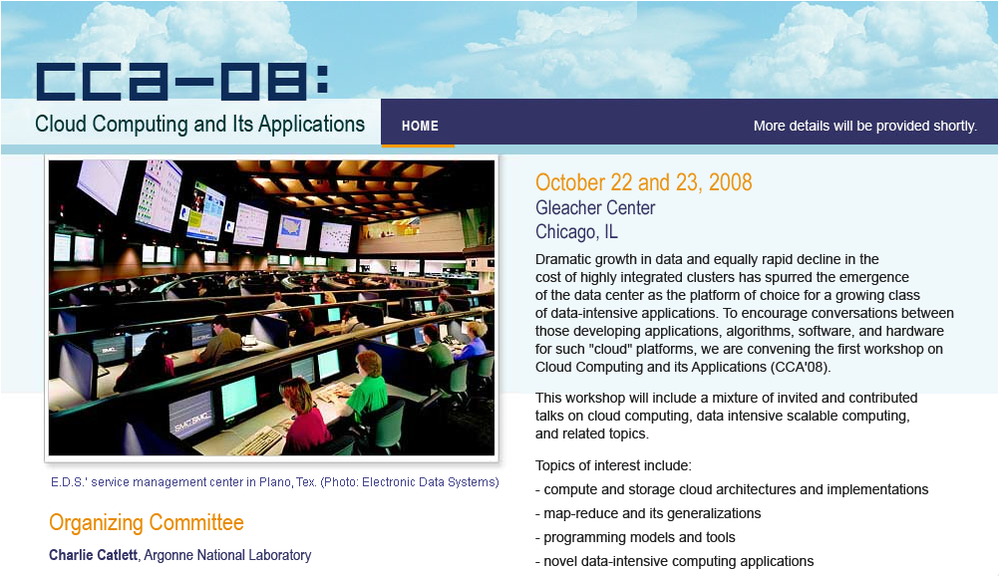 CCA-08:
Cloud Computing and Its Applications
HOME
More details will be provided shortly.
October 22 and 23, 2008
Gleacher Center
Chicago, IL
Dramatic growth in data and equally rapid decline in the
cost of highly integrated clusters has spurred the emergence
of the data center as the platform of choice for a growing class
of data-intensive applications. To encourage conversations between
those developing applications, algorithms, software, and hardware
for such "cloud" platforms, we are convening the first workshop on
Cloud Computing and its Applications (CCA'08).
This workshop will include a mixture of invited and contributed
talks on cloud computing, data intensive scalable computing,
and related topics.
Topics of interest include:
- compute and storage cloud architectures and implementations
- map-reduce and its generalizations
- programming models and tools
- novel data-intensive computing applications
SMC
SMC
SMC SMC
E.D.S.' service management center in Plano, Tex. (Photo: Electronic Data Systems)
Organizing Committee
Charlie Catlett, Argonne National Laboratory